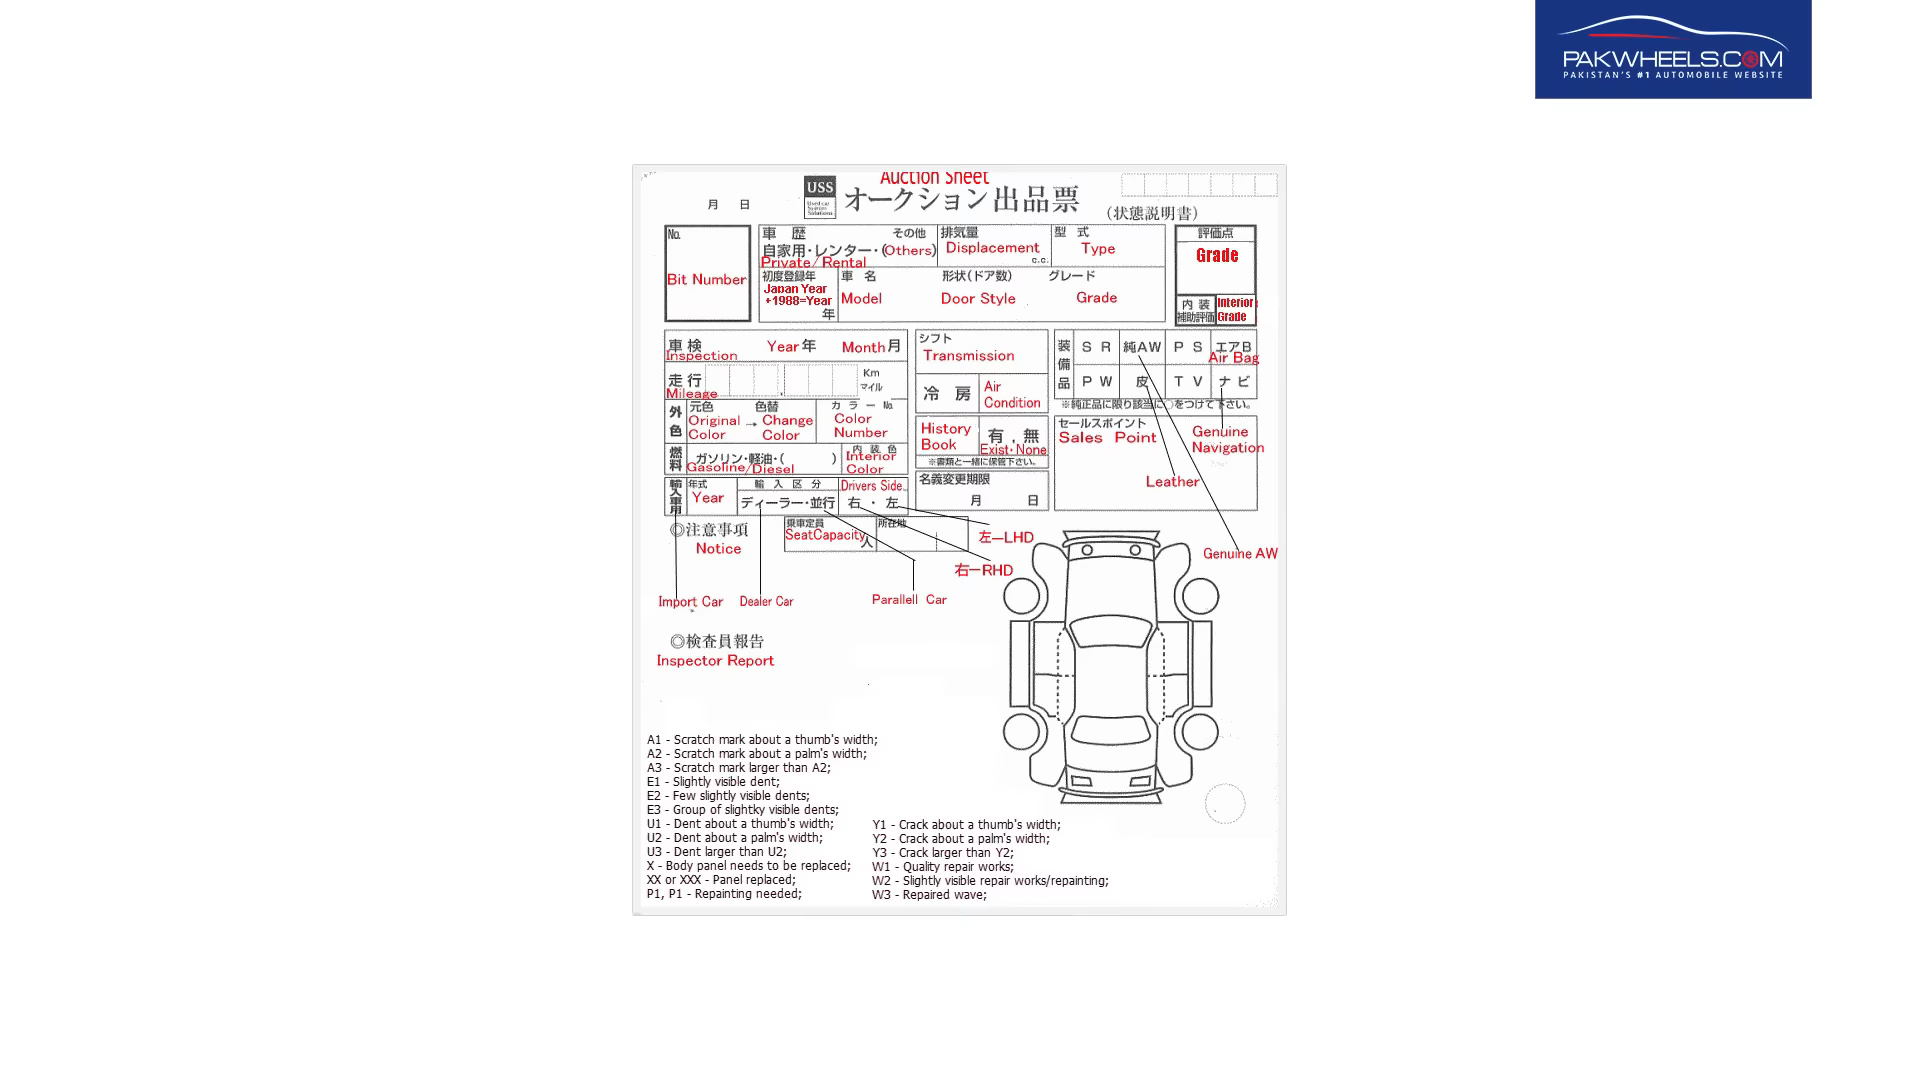 PAKWHEELS.COM
PAKISTAN'S #1 AUTOMOBILE WEBSITE
Auction Sheet
USS
Used car
System
Solutions
オークション出品票
月 日
(状態説明書)
No.
Bit Number
車 歴
その他
自家用・レンター・(Others)
Private/Rental
排気量
Displacement
c.c.
型 式
Type
評価点
Grade
初度登録年
Japan Year
+1988=Year
年
車 名
Model
形状(ドア数)
Door Style
グレード
Grade
内 装
補助評価
Interior
Grade
車検
Inspection
Year年
Month月
シフト
Transmission
装備品
S R
純AW
P S
エアB
Air Bag
走行
Mileage
Km
マイル
冷 房
Air
Condition
P W
皮
T V
ナビ
※純正品に限り該当に○をつけて下さい。
外色
元色
Original
Color
→
色替
Change
Color
カラーNo.
Color
Number
History
Book
有 . 無
Exist・None
※書類と一緒に保管下さい。
セールスポイント
Sales Point
Genuine
Navigation
Leather
Genuine AW
燃料
ガソリン・軽油・( )
Gasoline/Diesel
内装色
Interior
Color
名義変更期限
月 日
輸入車用
年式
Year
輸入区分
ディーラー・並行
Drivers Side
右 ・ 左
◎注意事項
Notice
乗車定員
SeatCapacity
人
所在地
左—LHD
右—RHD
Import Car
Dealer Car
Parallell Car
◎検査員報告
Inspector Report
A1 - Scratch mark about a thumb's width;
A2 - Scratch mark about a palm's width;
A3 - Scratch mark larger than A2;
E1 - Slightly visible dent;
E2 - Few slightly visible dents;
E3 - Group of slightky visible dents;
U1 - Dent about a thumb's width;
U2 - Dent about a palm's width;
U3 - Dent larger than U2;
X - Body panel needs to be replaced;
XX or XXX - Panel replaced;
P1, P1 - Repainting needed;
Y1 - Crack about a thumb's width;
Y2 - Crack about a palm's width;
Y3 - Crack larger than Y2;
W1 - Quality repair works;
W2 - Slightly visible repair works/repainting;
W3 - Repaired wave;